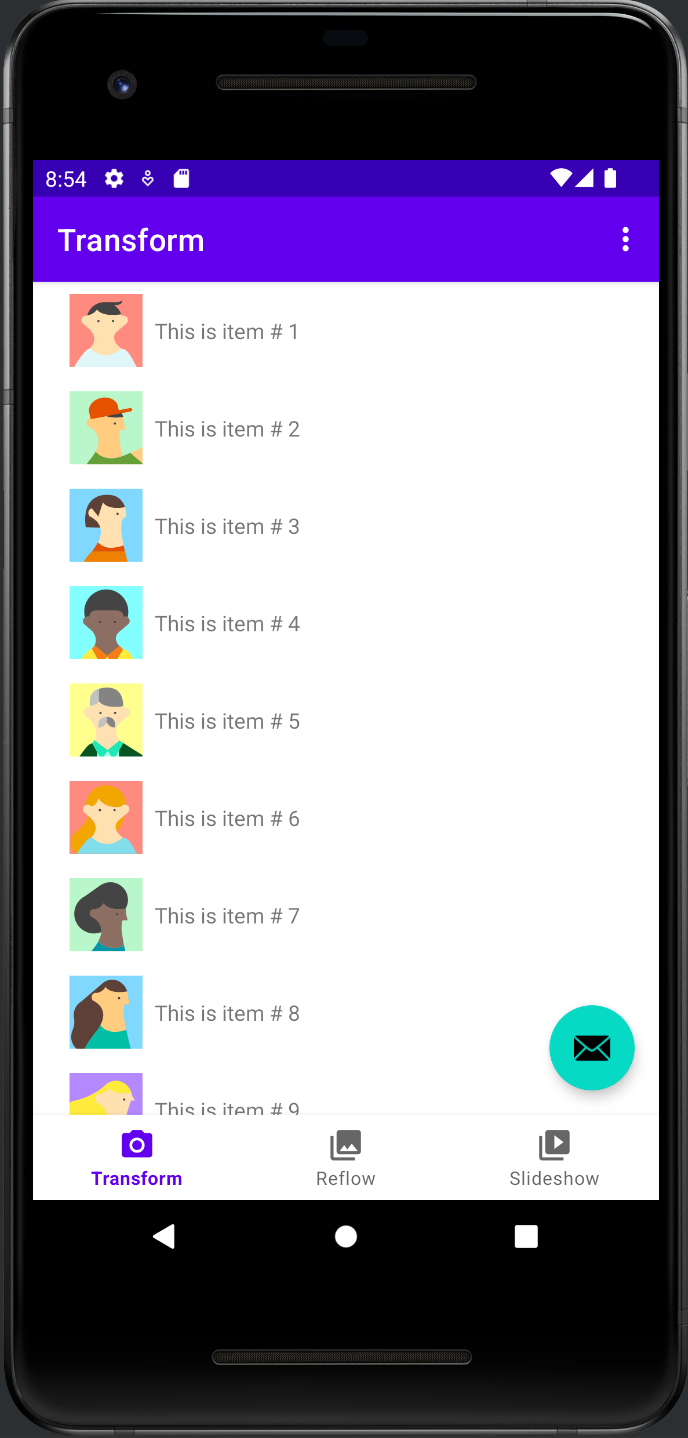 8:54
Transform
This is item # 1
This is item # 2
This is item # 3
This is item # 4
This is item # 5
This is item # 6
This is item # 7
This is item # 8
This is item # 9
Transform
Reflow
Slideshow